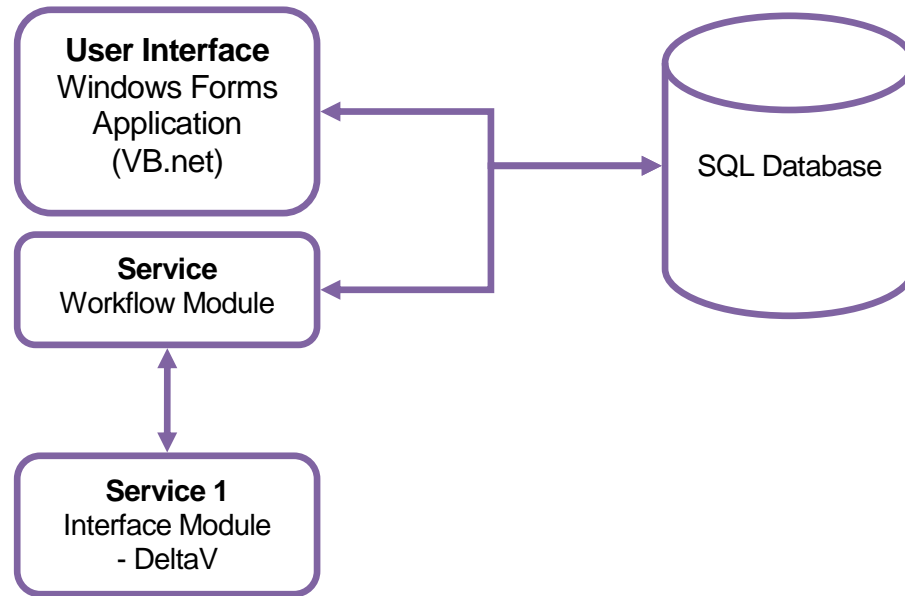 User Interface
Windows Forms
Application
(VB.net)
SQL Database
Service
Workflow Module
Service 1
Interface Module
- DeltaV